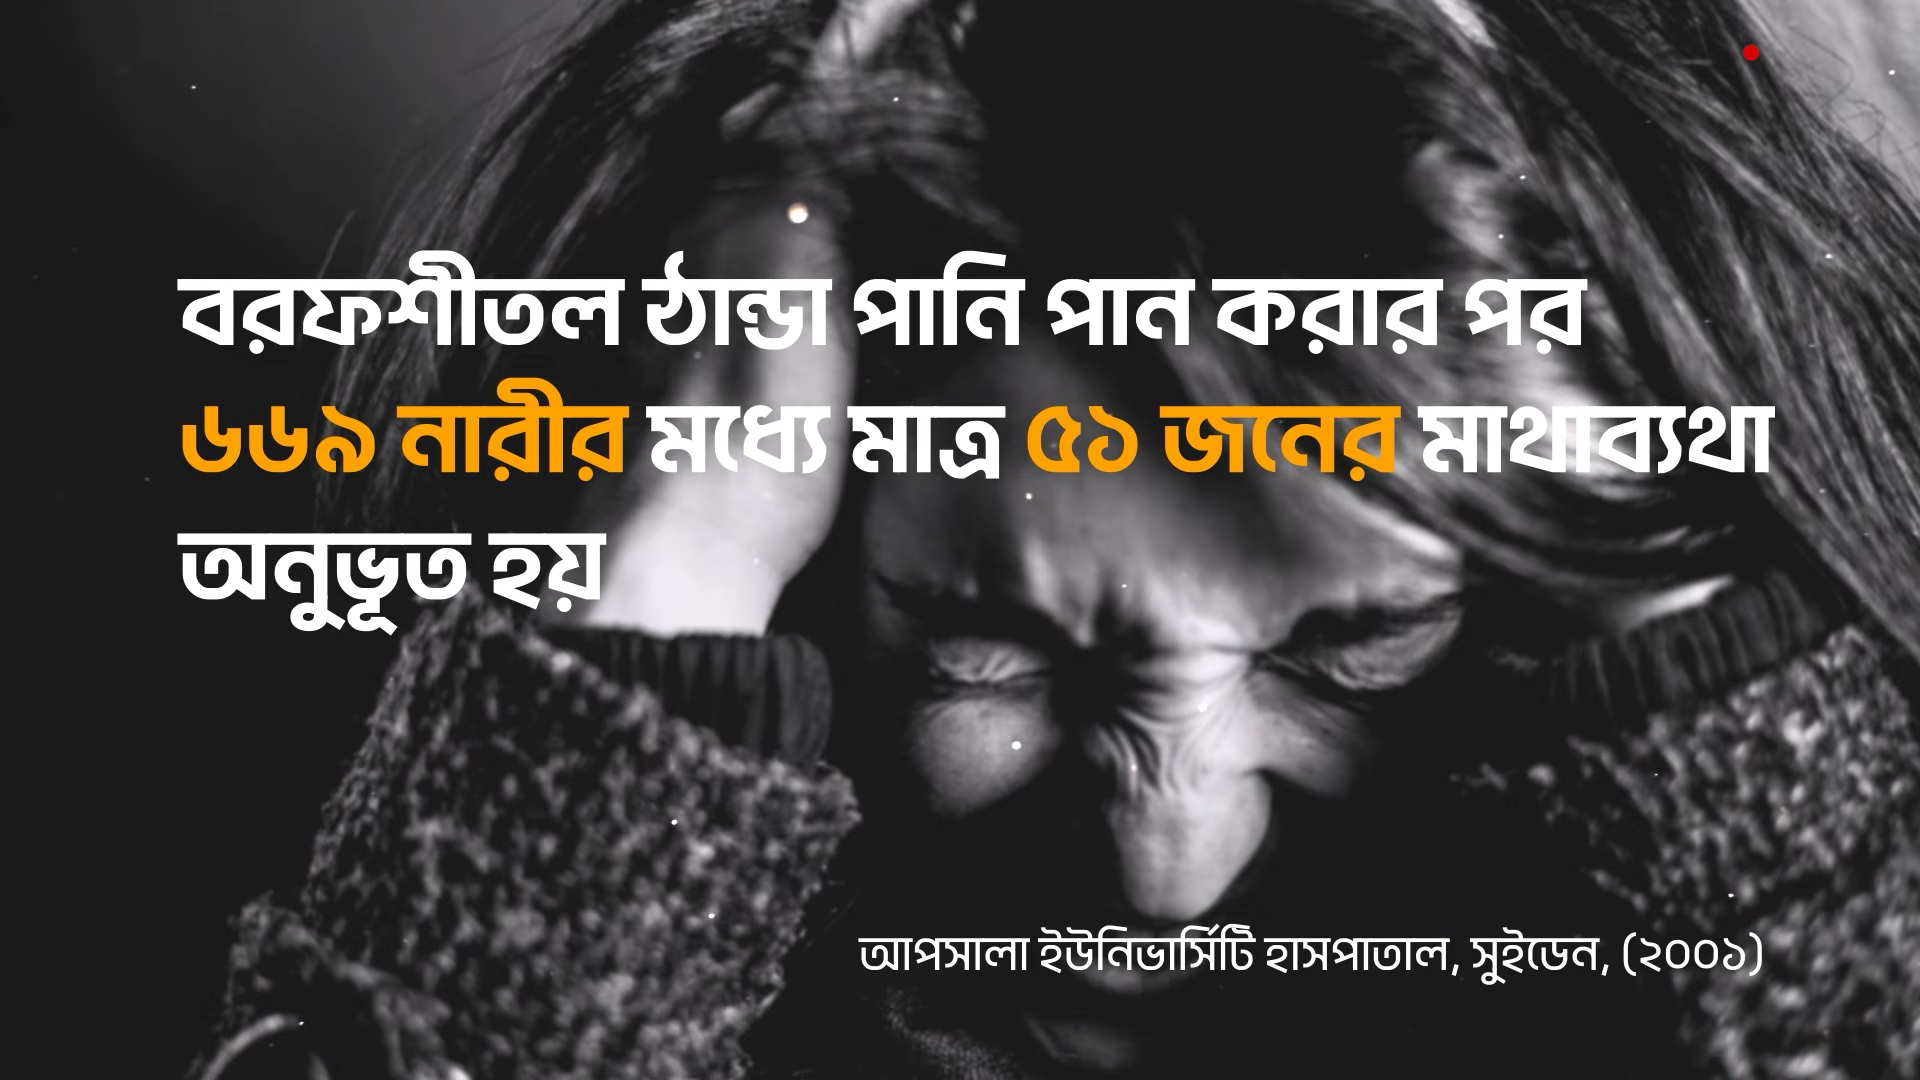 বরফশীতল ঠান্ডা পানি পান করার পর
৬৬৯ নারীর মধ্যে মাত্র ৫১ জনের মাথাব্যথা
অনুভূত হয়
আপসালা ইউনিভার্সিটি হাসপাতাল, সুইডেন, (২০০১)